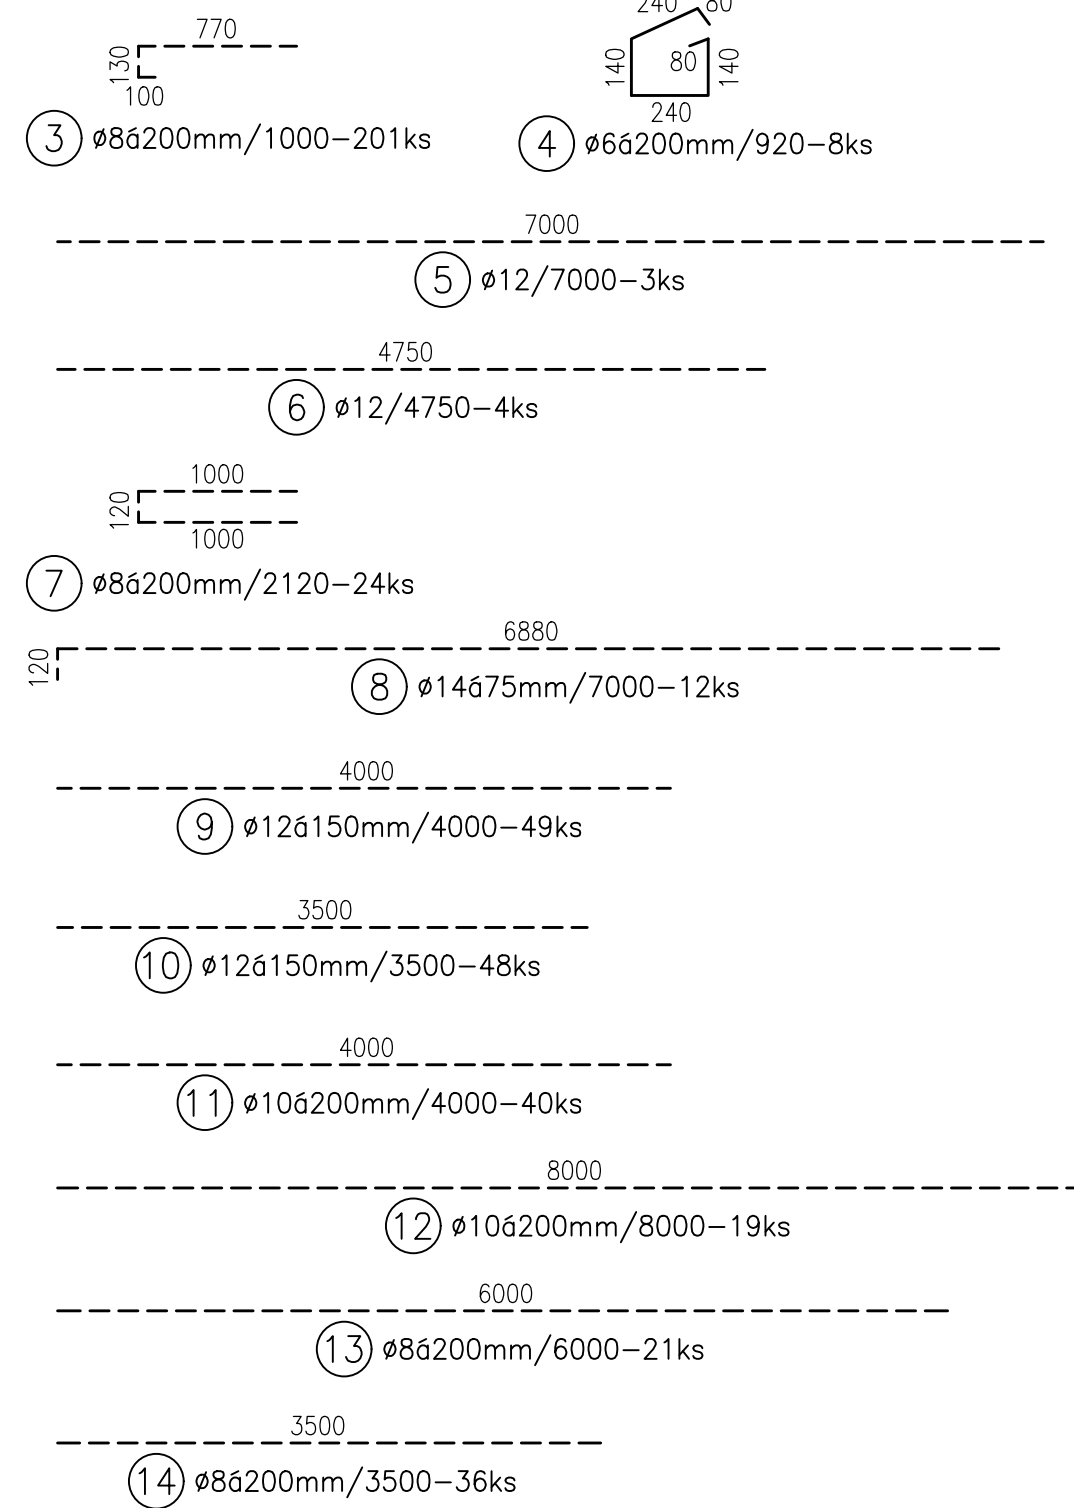 770
130
100
3 ø8á200mm/1000-201ks
240 80
140 80 140
240
4 ø6á200mm/920-8ks
7000
5 ø12/7000-3ks
4750
6 ø12/4750-4ks
1000
120
1000
7 ø8á200mm/2120-24ks
6880
120
8 ø14á75mm/7000-12ks
4000
9 ø12á150mm/4000-49ks
3500
10 ø12á150mm/3500-48ks
4000
11 ø10á200mm/4000-40ks
8000
12 ø10á200mm/8000-19ks
6000
13 ø8á200mm/6000-21ks
3500
14 ø8á200mm/3500-36ks